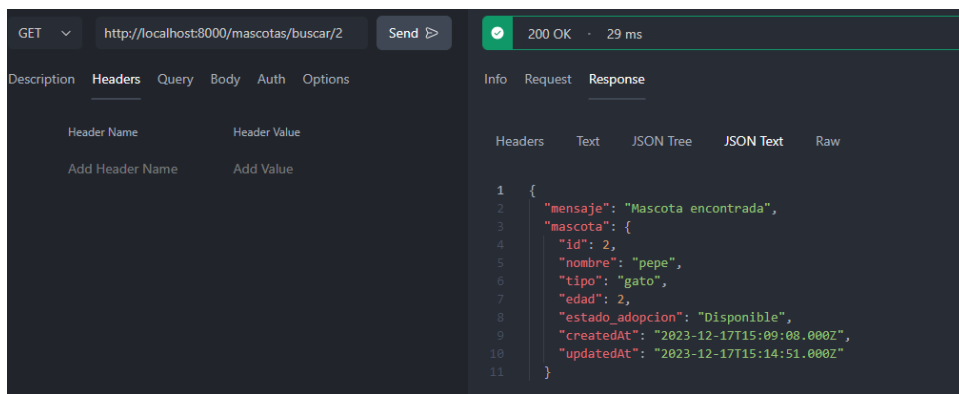 GET http://localhost:8000/mascotas/buscar/2 Send
Description Headers Query Body Auth Options
Header Name Header Value
Add Header Name Add Value
200 OK · 29 ms
Info Request Response
Headers Text JSON Tree JSON Text Raw
1 {
2 "mensaje": "Mascota encontrada",
3 "mascota": {
4 "id": 2,
5 "nombre": "pepe",
6 "tipo": "gato",
7 "edad": 2,
8 "estado_adopcion": "Disponible",
9 "createdAt": "2023-12-17T15:09:08.000Z",
10 "updatedAt": "2023-12-17T15:14:51.000Z"
11 }